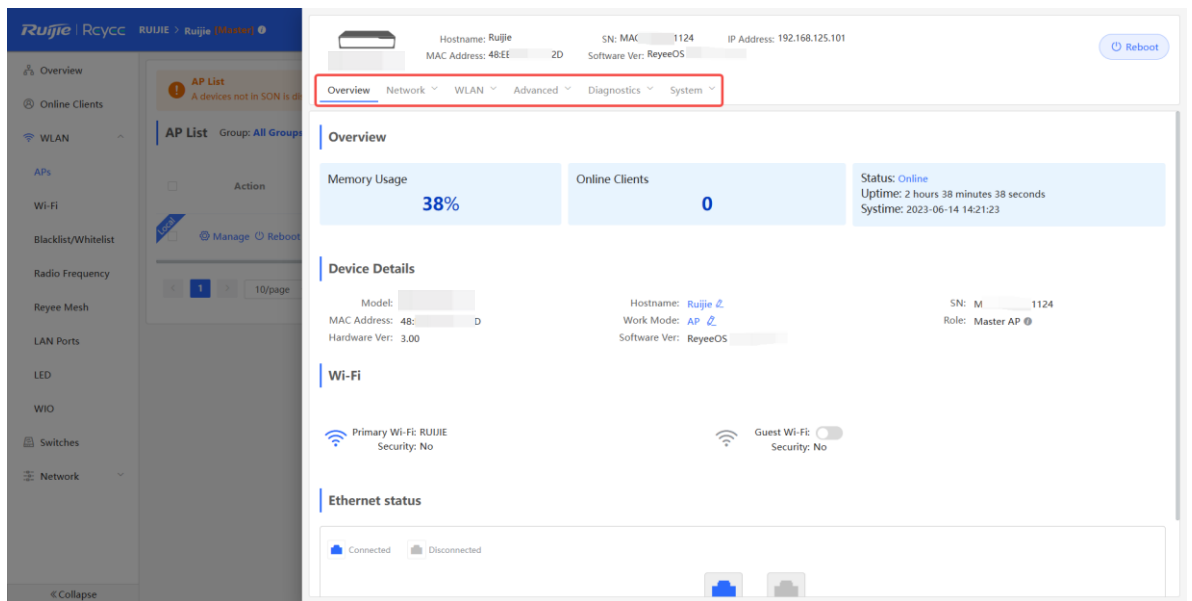 Ruijie | Rcycc RUIJIE > Ruijie [Master]
Overview
Online Clients
WLAN
APs
Wi-Fi
Blacklist/Whitelist
Radio Frequency
Reyee Mesh
LAN Ports
LED
WIO
Switches
Network
« Collapse
AP List
A devices not in SON is di
AP List Group: All Groups
Action
Local
Manage Reboot
< 1 > 10/page
Hostname: Ruijie SN: MAC 1124 IP Address: 192.168.125.101
MAC Address: 48:EE 2D Software Ver: ReyeeOS
Reboot
Overview Network WLAN Advanced Diagnostics System
Overview
Memory Usage
38%
Online Clients
0
Status: Online
Uptime: 2 hours 38 minutes 38 seconds
Systime: 2023-06-14 14:21:23
Device Details
Model: Hostname: Ruijie SN: M 1124
MAC Address: 48: D Work Mode: AP Role: Master AP
Hardware Ver: 3.00 Software Ver: ReyeeOS
Wi-Fi
Primary Wi-Fi: RUIJIE
Security: No
Guest Wi-Fi:
Security: No
Ethernet status
Connected Disconnected